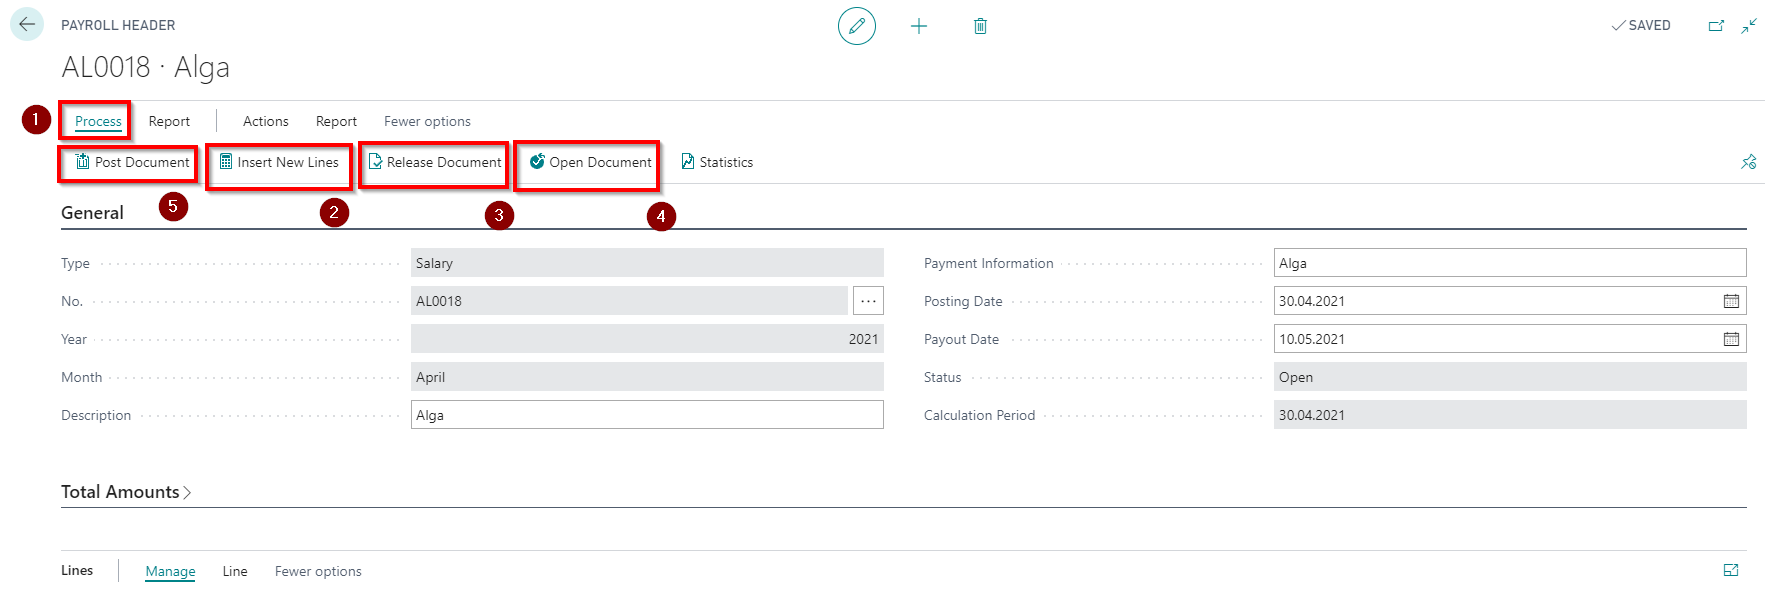 PAYROLL HEADER
SAVED
AL0018 · Alga
1 Process Report Actions Report Fewer options
Post Document Insert New Lines Release Document Open Document Statistics
5 2 3 4
General
Type Salary
No. AL0018 ...
Year 2021
Month April
Description Alga
Payment Information Alga
Posting Date 30.04.2021
Payout Date 10.05.2021
Status Open
Calculation Period 30.04.2021
Total Amounts
Lines Manage Line Fewer options